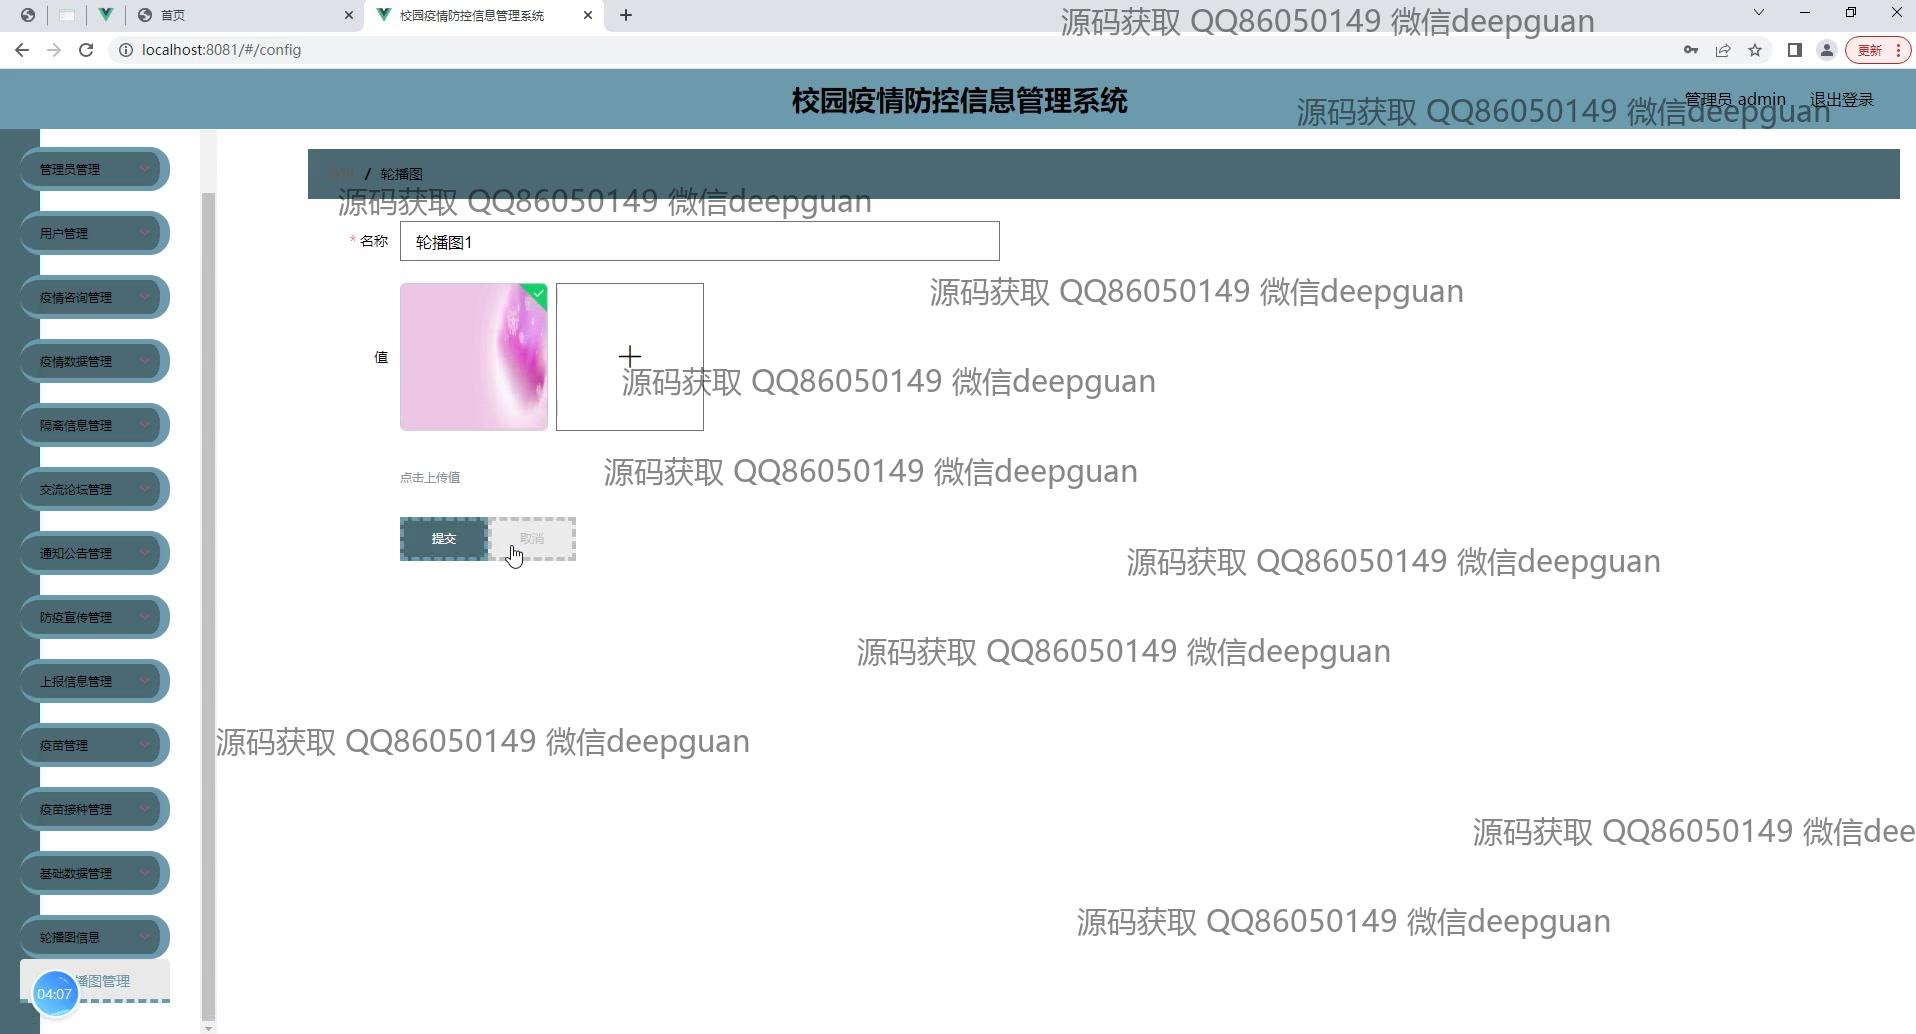 首页
校园疫情防控信息管理系统
源码获取 QQ86050149 微信deepguan
localhost:8081/#/config
更新
校园疫情防控信息管理系统
管理员 admin
退出登录
源码获取 QQ86050149 微信deepguan
管理员管理
/ 轮播图
源码获取 QQ86050149 微信deepguan
用户管理
* 名称
轮播图1
疫情咨询管理
源码获取 QQ86050149 微信deepguan
值
疫情数据管理
源码获取 QQ86050149 微信deepguan
隔离信息管理
点击上传值
源码获取 QQ86050149 微信deepguan
交流论坛管理
提交
取消
通知公告管理
源码获取 QQ86050149 微信deepguan
防疫宣传管理
源码获取 QQ86050149 微信deepguan
上报信息管理
疫苗管理
源码获取 QQ86050149 微信deepguan
疫苗接种管理
源码获取 QQ86050149 微信dee
基础数据管理
源码获取 QQ86050149 微信deepguan
轮播图信息
播图管理
04:07